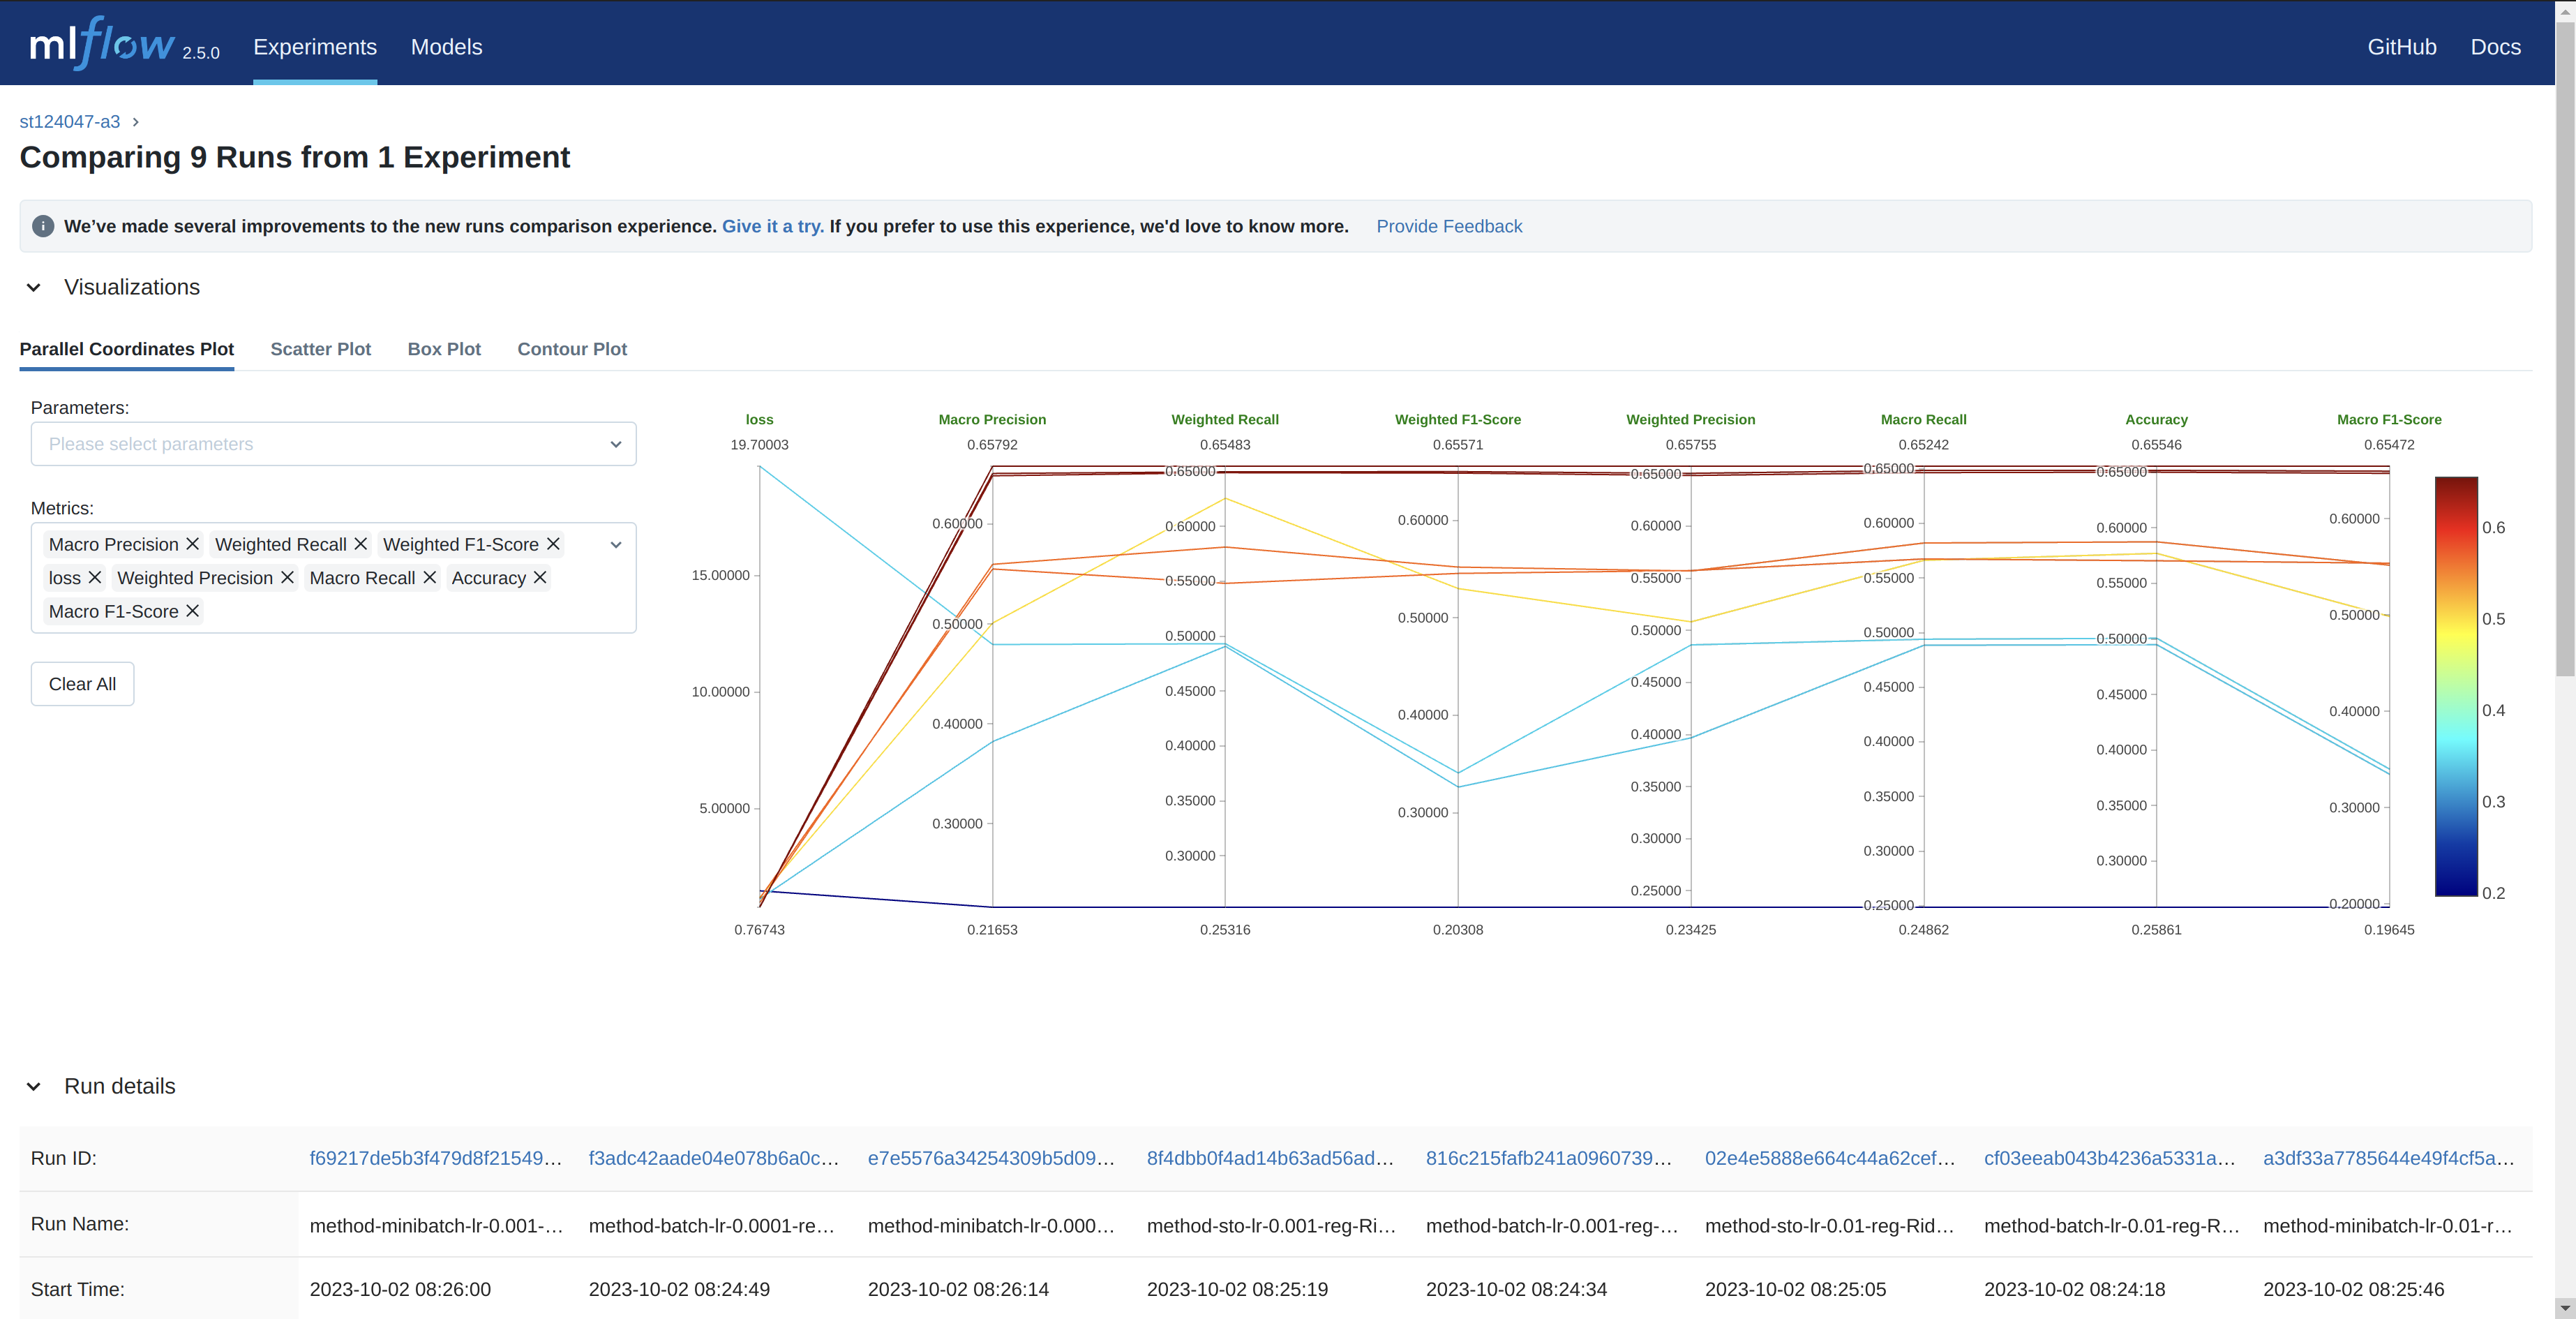 mlflow 2.5.0 Experiments Models GitHub Docs
st124047-a3
Comparing 9 Runs from 1 Experiment
We’ve made several improvements to the new runs comparison experience. Give it a try. If you prefer to use this experience, we'd love to know more. Provide Feedback
Visualizations
Parallel Coordinates Plot Scatter Plot Box Plot Contour Plot
Parameters:
Please select parameters
Metrics:
Macro Precision Weighted Recall Weighted F1-Score
loss Weighted Precision Macro Recall Accuracy
Macro F1-Score
Clear All
loss
19.70003
15.00000
10.00000
5.00000
0.76743
Macro Precision
0.65792
0.60000
0.50000
0.40000
0.30000
0.21653
Weighted Recall
0.65483
0.65000
0.60000
0.55000
0.50000
0.45000
0.40000
0.35000
0.30000
0.25316
Weighted F1-Score
0.65571
0.60000
0.50000
0.40000
0.30000
0.20308
Weighted Precision
0.65755
0.65000
0.60000
0.55000
0.50000
0.45000
0.40000
0.35000
0.30000
0.25000
0.23425
Macro Recall
0.65242
0.65000
0.60000
0.55000
0.50000
0.45000
0.40000
0.35000
0.30000
0.25000
0.24862
Accuracy
0.65546
0.65000
0.60000
0.55000
0.50000
0.45000
0.40000
0.35000
0.30000
0.25861
Macro F1-Score
0.65472
0.60000
0.50000
0.40000
0.30000
0.20000
0.19645
0.6
0.5
0.4
0.3
0.2
Run details
Run ID: f69217de5b3f479d8f21549... f3adc42aade04e078b6a0c... e7e5576a34254309b5d09... 8f4dbb0f4ad14b63ad56ad... 816c215fafb241a0960739... 02e4e5888e664c44a62cef... cf03eeab043b4236a5331a... a3df33a7785644e49f4cf5a...
Run Name: method-minibatch-lr-0.001-... method-batch-lr-0.0001-re... method-minibatch-lr-0.000... method-sto-lr-0.001-reg-Ri... method-batch-lr-0.001-reg-... method-sto-lr-0.01-reg-Rid... method-batch-lr-0.01-reg-R... method-minibatch-lr-0.01-r...
Start Time: 2023-10-02 08:26:00 2023-10-02 08:24:49 2023-10-02 08:26:14 2023-10-02 08:25:19 2023-10-02 08:24:34 2023-10-02 08:25:05 2023-10-02 08:24:18 2023-10-02 08:25:46